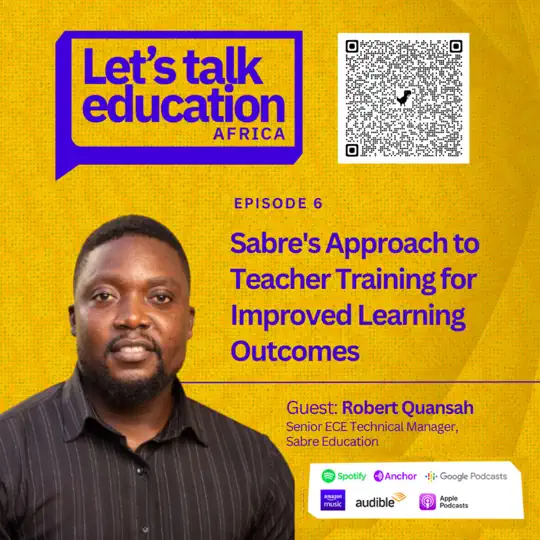 Let's talk
education
AFRICA
EPISODE 6
Sabre's Approach to
Teacher Training for
Improved Learning
Outcomes
Guest: Robert Quansah
Senior ECE Technical Manager,
Sabre Education
Spotify Anchor Google Podcasts
amazon music audible Apple Podcasts